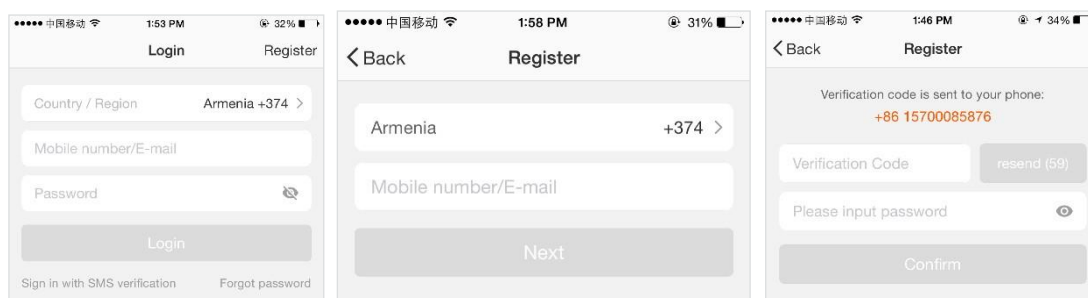 中国移动 1:53 PM 32%
Login Register
Country / Region Armenia +374 >
Mobile number/E-mail
Password
Login
Sign in with SMS verification Forgot password
中国移动 1:58 PM 31%
< Back Register
Armenia +374 >
Mobile number/E-mail
Next
中国移动 1:46 PM 34%
< Back Register
Verification code is sent to your phone:
+86 15700085876
Verification Code resend (59)
Please input password
Confirm